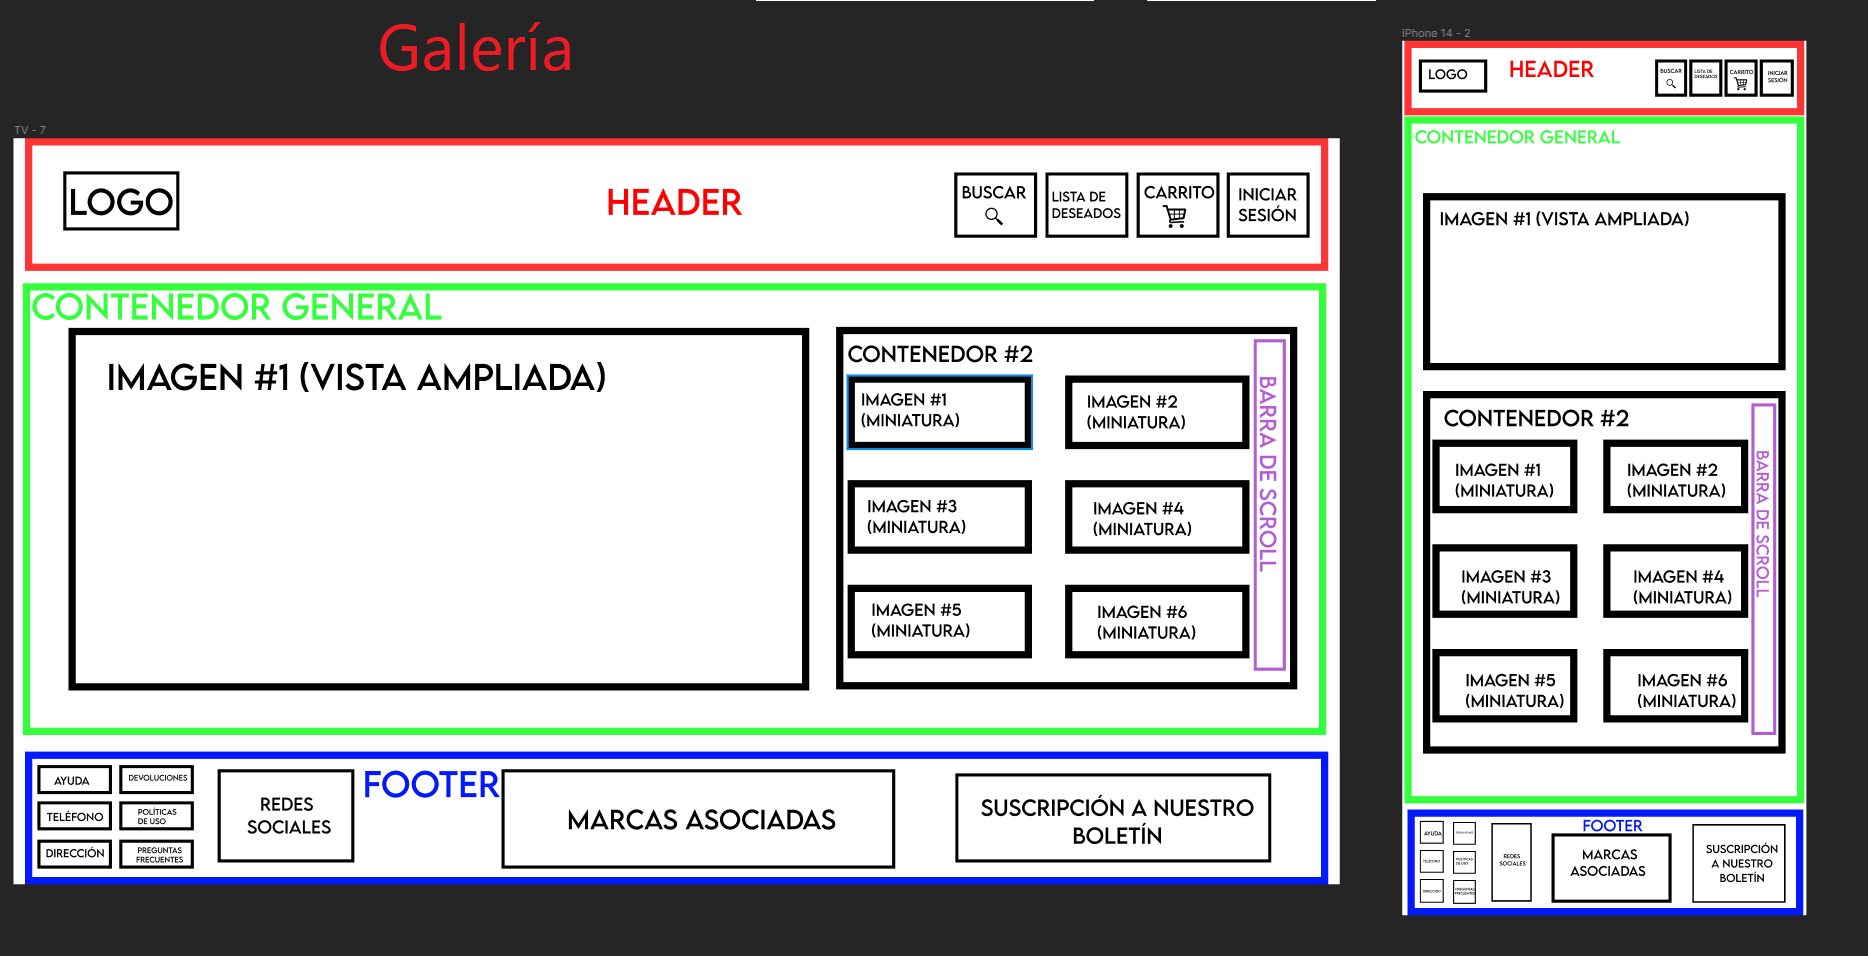 Galería
TV - 7
LOGO
HEADER
BUSCAR
LISTA DE
DESEADOS
CARRITO
INICIAR
SESIÓN
CONTENEDOR GENERAL
IMAGEN #1 (VISTA AMPLIADA)
CONTENEDOR #2
IMAGEN #1
(MINIATURA)
IMAGEN #2
(MINIATURA)
IMAGEN #3
(MINIATURA)
IMAGEN #4
(MINIATURA)
IMAGEN #5
(MINIATURA)
IMAGEN #6
(MINIATURA)
BARRA DE SCROLL
AYUDA
DEVOLUCIONES
TELÉFONO
POLÍTICAS
DE USO
DIRECCIÓN
PREGUNTAS
FRECUENTES
REDES
SOCIALES
FOOTER
MARCAS ASOCIADAS
SUSCRIPCIÓN A NUESTRO
BOLETÍN
iPhone 14 - 2
LOGO
HEADER
BUSCAR
LISTA DE
DESEADOS
CARRITO
INICIAR
SESIÓN
CONTENEDOR GENERAL
IMAGEN #1 (VISTA AMPLIADA)
CONTENEDOR #2
IMAGEN #1
(MINIATURA)
IMAGEN #2
(MINIATURA)
IMAGEN #3
(MINIATURA)
IMAGEN #4
(MINIATURA)
IMAGEN #5
(MINIATURA)
IMAGEN #6
(MINIATURA)
BARRA DE SCROLL
AYUDA
DEVOLUCIONES
TELÉFONO
POLÍTICAS
DE USO
DIRECCIÓN
PREGUNTAS
FRECUENTES
REDES
SOCIALES
FOOTER
MARCAS
ASOCIADAS
SUSCRIPCIÓN
A NUESTRO
BOLETÍN